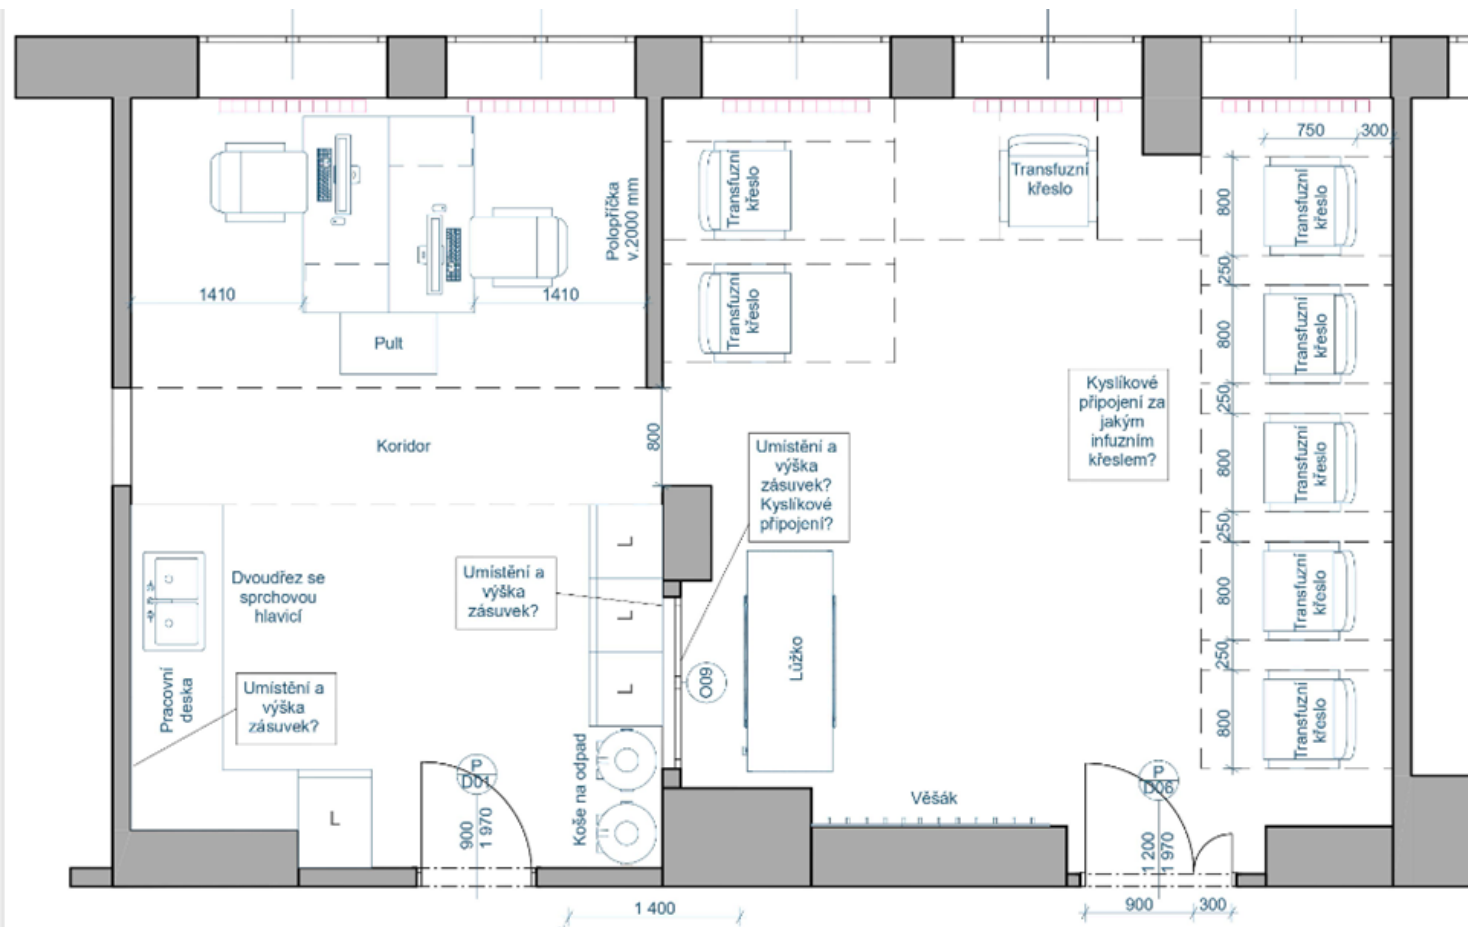 750
300
Transfuzní
křeslo
Transfuzní
křeslo
Transfuzní
křeslo
800
Polopříčka
v.2000 mm
250
1410
1410
Transfuzní
křeslo
Transfuzní
křeslo
800
Pult
250
Kyslíkové
připojení za
jakým
infuzním
křeslem?
Koridor
800
Umístění a
výška
zásuvek?
Kyslíkové
připojení?
Transfuzní
křeslo
800
250
L
Dvoudřez se
sprchovou
hlavicí
Umístění a
výška
zásuvek?
L
Transfuzní
křeslo
800
250
Lůžko
O09
L
Pracovní
deska
Umístění a
výška
zásuvek?
Transfuzní
křeslo
800
P
D01
900
1 970
Koše na odpad
L
Věšák
P
D06
1 200
1 970
1 400
900
300